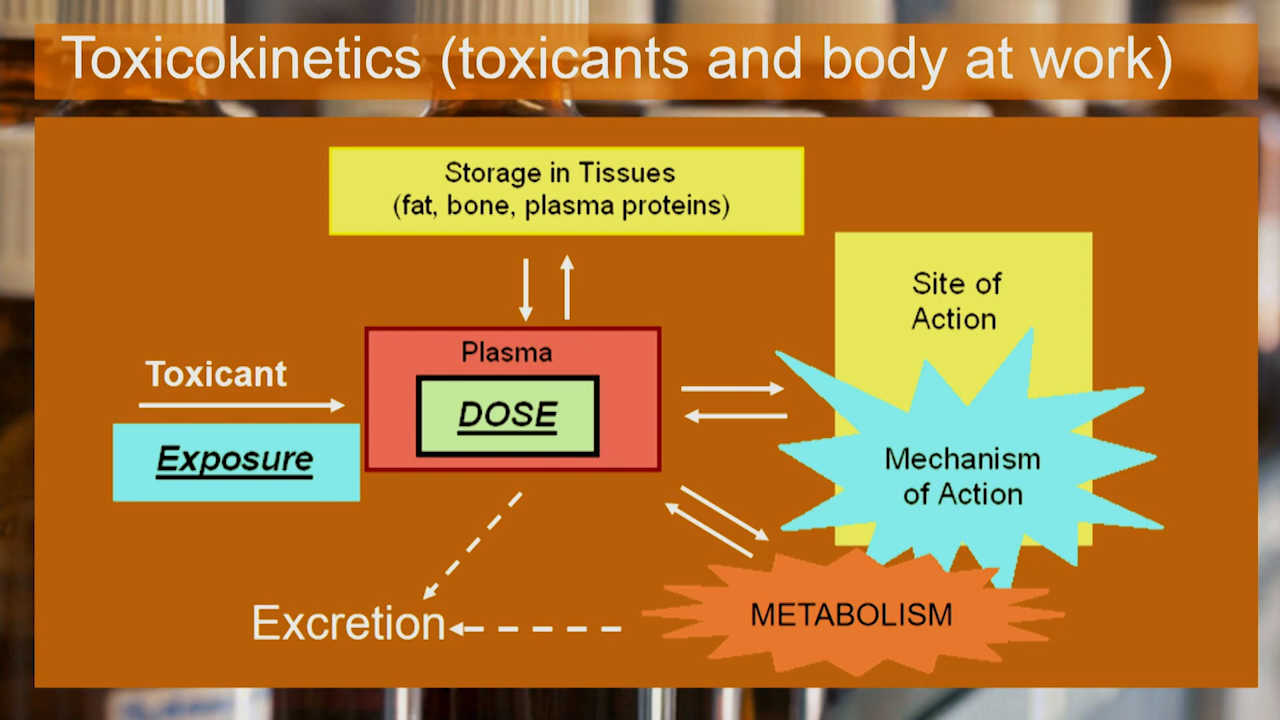 Toxicokinetics (toxicants and body at work)
Storage in Tissues
(fat, bone, plasma proteins)
Site of
Action
Plasma
Toxicant
DOSE
Exposure
Mechanism
of Action
Excretion
METABOLISM